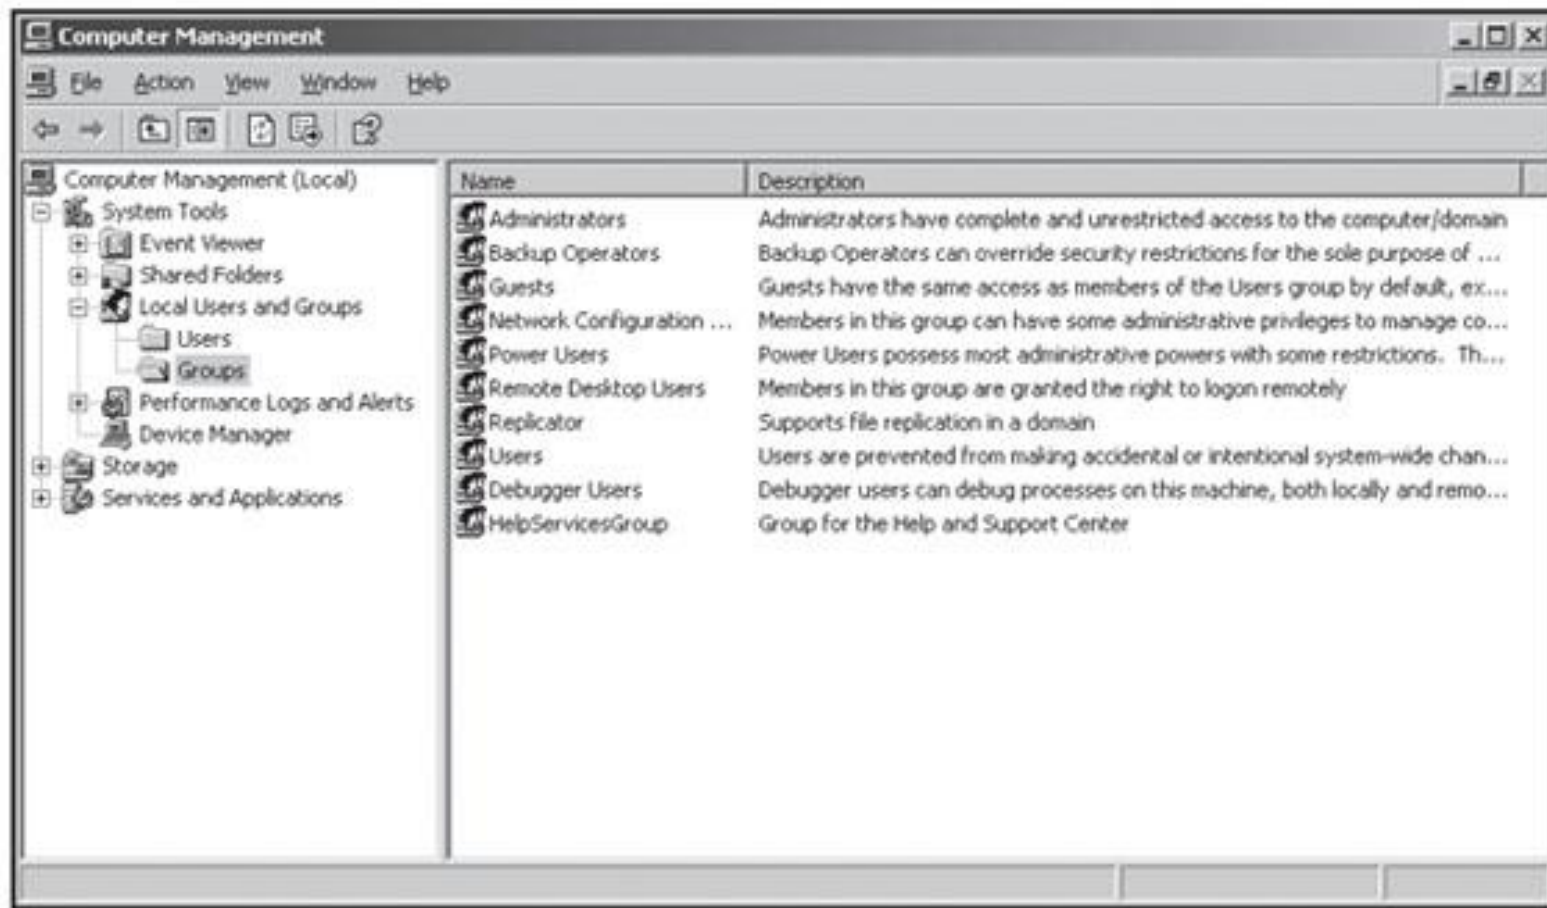 Computer Management
File Action View Window Help
Computer Management (Local)
System Tools
Event Viewer
Shared Folders
Local Users and Groups
Users
Groups
Performance Logs and Alerts
Device Manager
Storage
Services and Applications
Name Description
Administrators Administrators have complete and unrestricted access to the computer/domain
Backup Operators Backup Operators can override security restrictions for the sole purpose of ...
Guests Guests have the same access as members of the Users group by default, ex...
Network Configuration ... Members in this group can have some administrative privileges to manage co...
Power Users Power Users possess most administrative powers with some restrictions. Th...
Remote Desktop Users Members in this group are granted the right to logon remotely
Replicator Supports file replication in a domain
Users Users are prevented from making accidental or intentional system-wide chan...
Debugger Users Debugger users can debug processes on this machine, both locally and remo...
HelpServicesGroup Group for the Help and Support Center